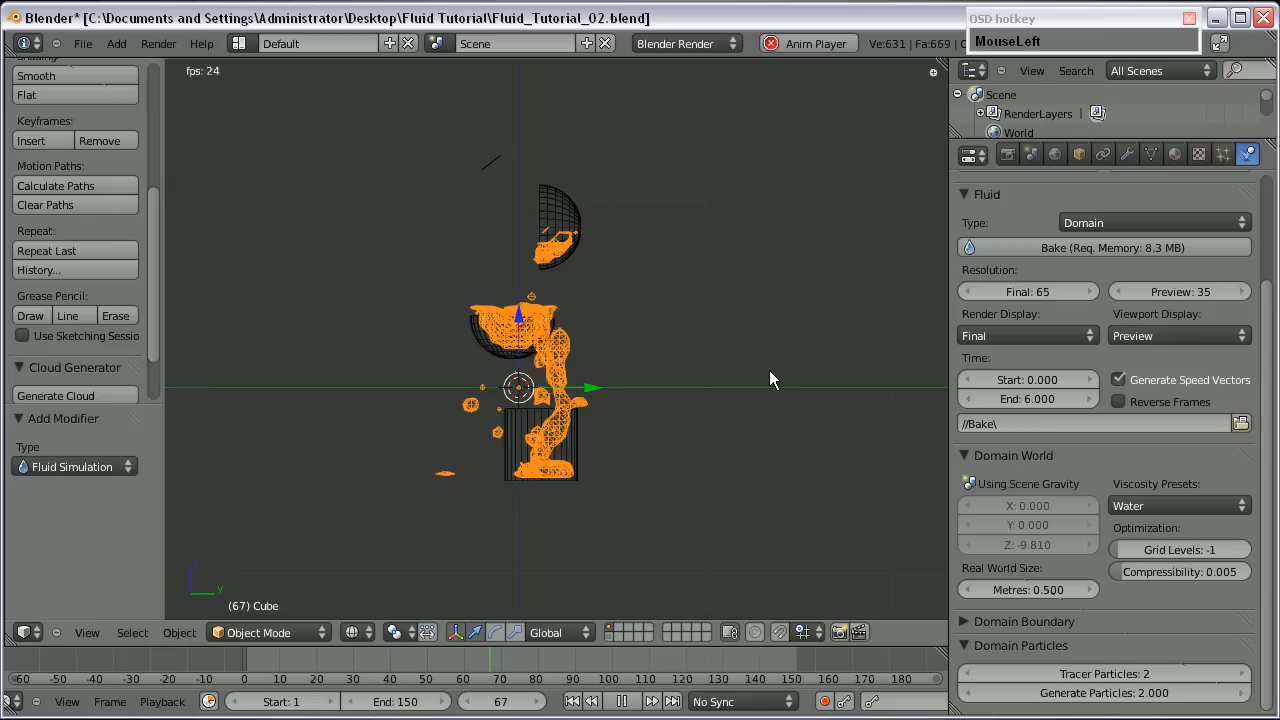 Blender* [C:\Documents and Settings\Administrator\Desktop\Fluid Tutorial\Fluid_Tutorial_02.blend]
OSD hotkey
MouseLeft
File Add Render Help Default Scene Blender Render Anim Player Ve:631 | Fa:669 |
View Search All Scenes
fps: 24
Smooth
Flat
Keyframes:
Insert Remove
Motion Paths:
Calculate Paths
Clear Paths
Repeat:
Repeat Last
History...
Grease Pencil:
Draw Line Erase
Use Sketching Sessio
Cloud Generator
Generate Cloud
Add Modifier
Type
Fluid Simulation
(67) Cube
z
y
Scene
RenderLayers |
World
Fluid
Type: Domain
Bake (Req. Memory: 8.3 MB)
Resolution:
Final: 65 Preview: 35
Render Display: Viewport Display:
Final Preview
Time:
Start: 0.000 Generate Speed Vectors
End: 6.000 Reverse Frames
//Bake\
Domain World
Using Scene Gravity Viscosity Presets:
X: 0.000 Water
Y: 0.000 Optimization:
Z: -9.810 Grid Levels: -1
Real World Size: Compressibility: 0.005
Metres: 0.500
Domain Boundary
Domain Particles
Tracer Particles: 2
Generate Particles: 2.000
View Select Object Object Mode Global
-60 -50 -40 -30 -20 -10 0 10 20 30 40 50 60 70 80 90 100 110 120 130 140 150 160 170 180
View Frame Playback Start: 1 End: 150 67 No Sync